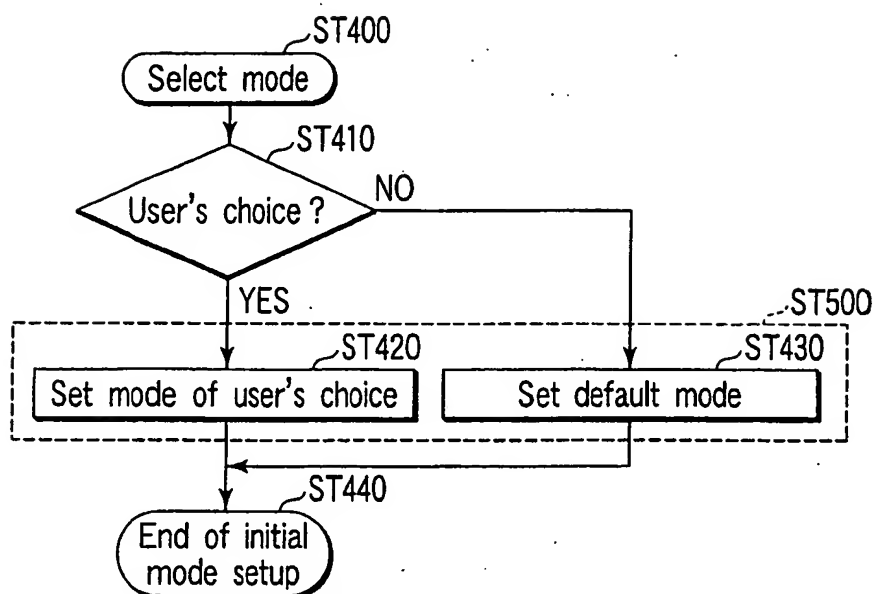 ST400
Select mode
ST410
User's choice ?
NO
YES
ST500
ST420
ST430
Set mode of user's choice
Set default mode
ST440
End of initial
mode setup